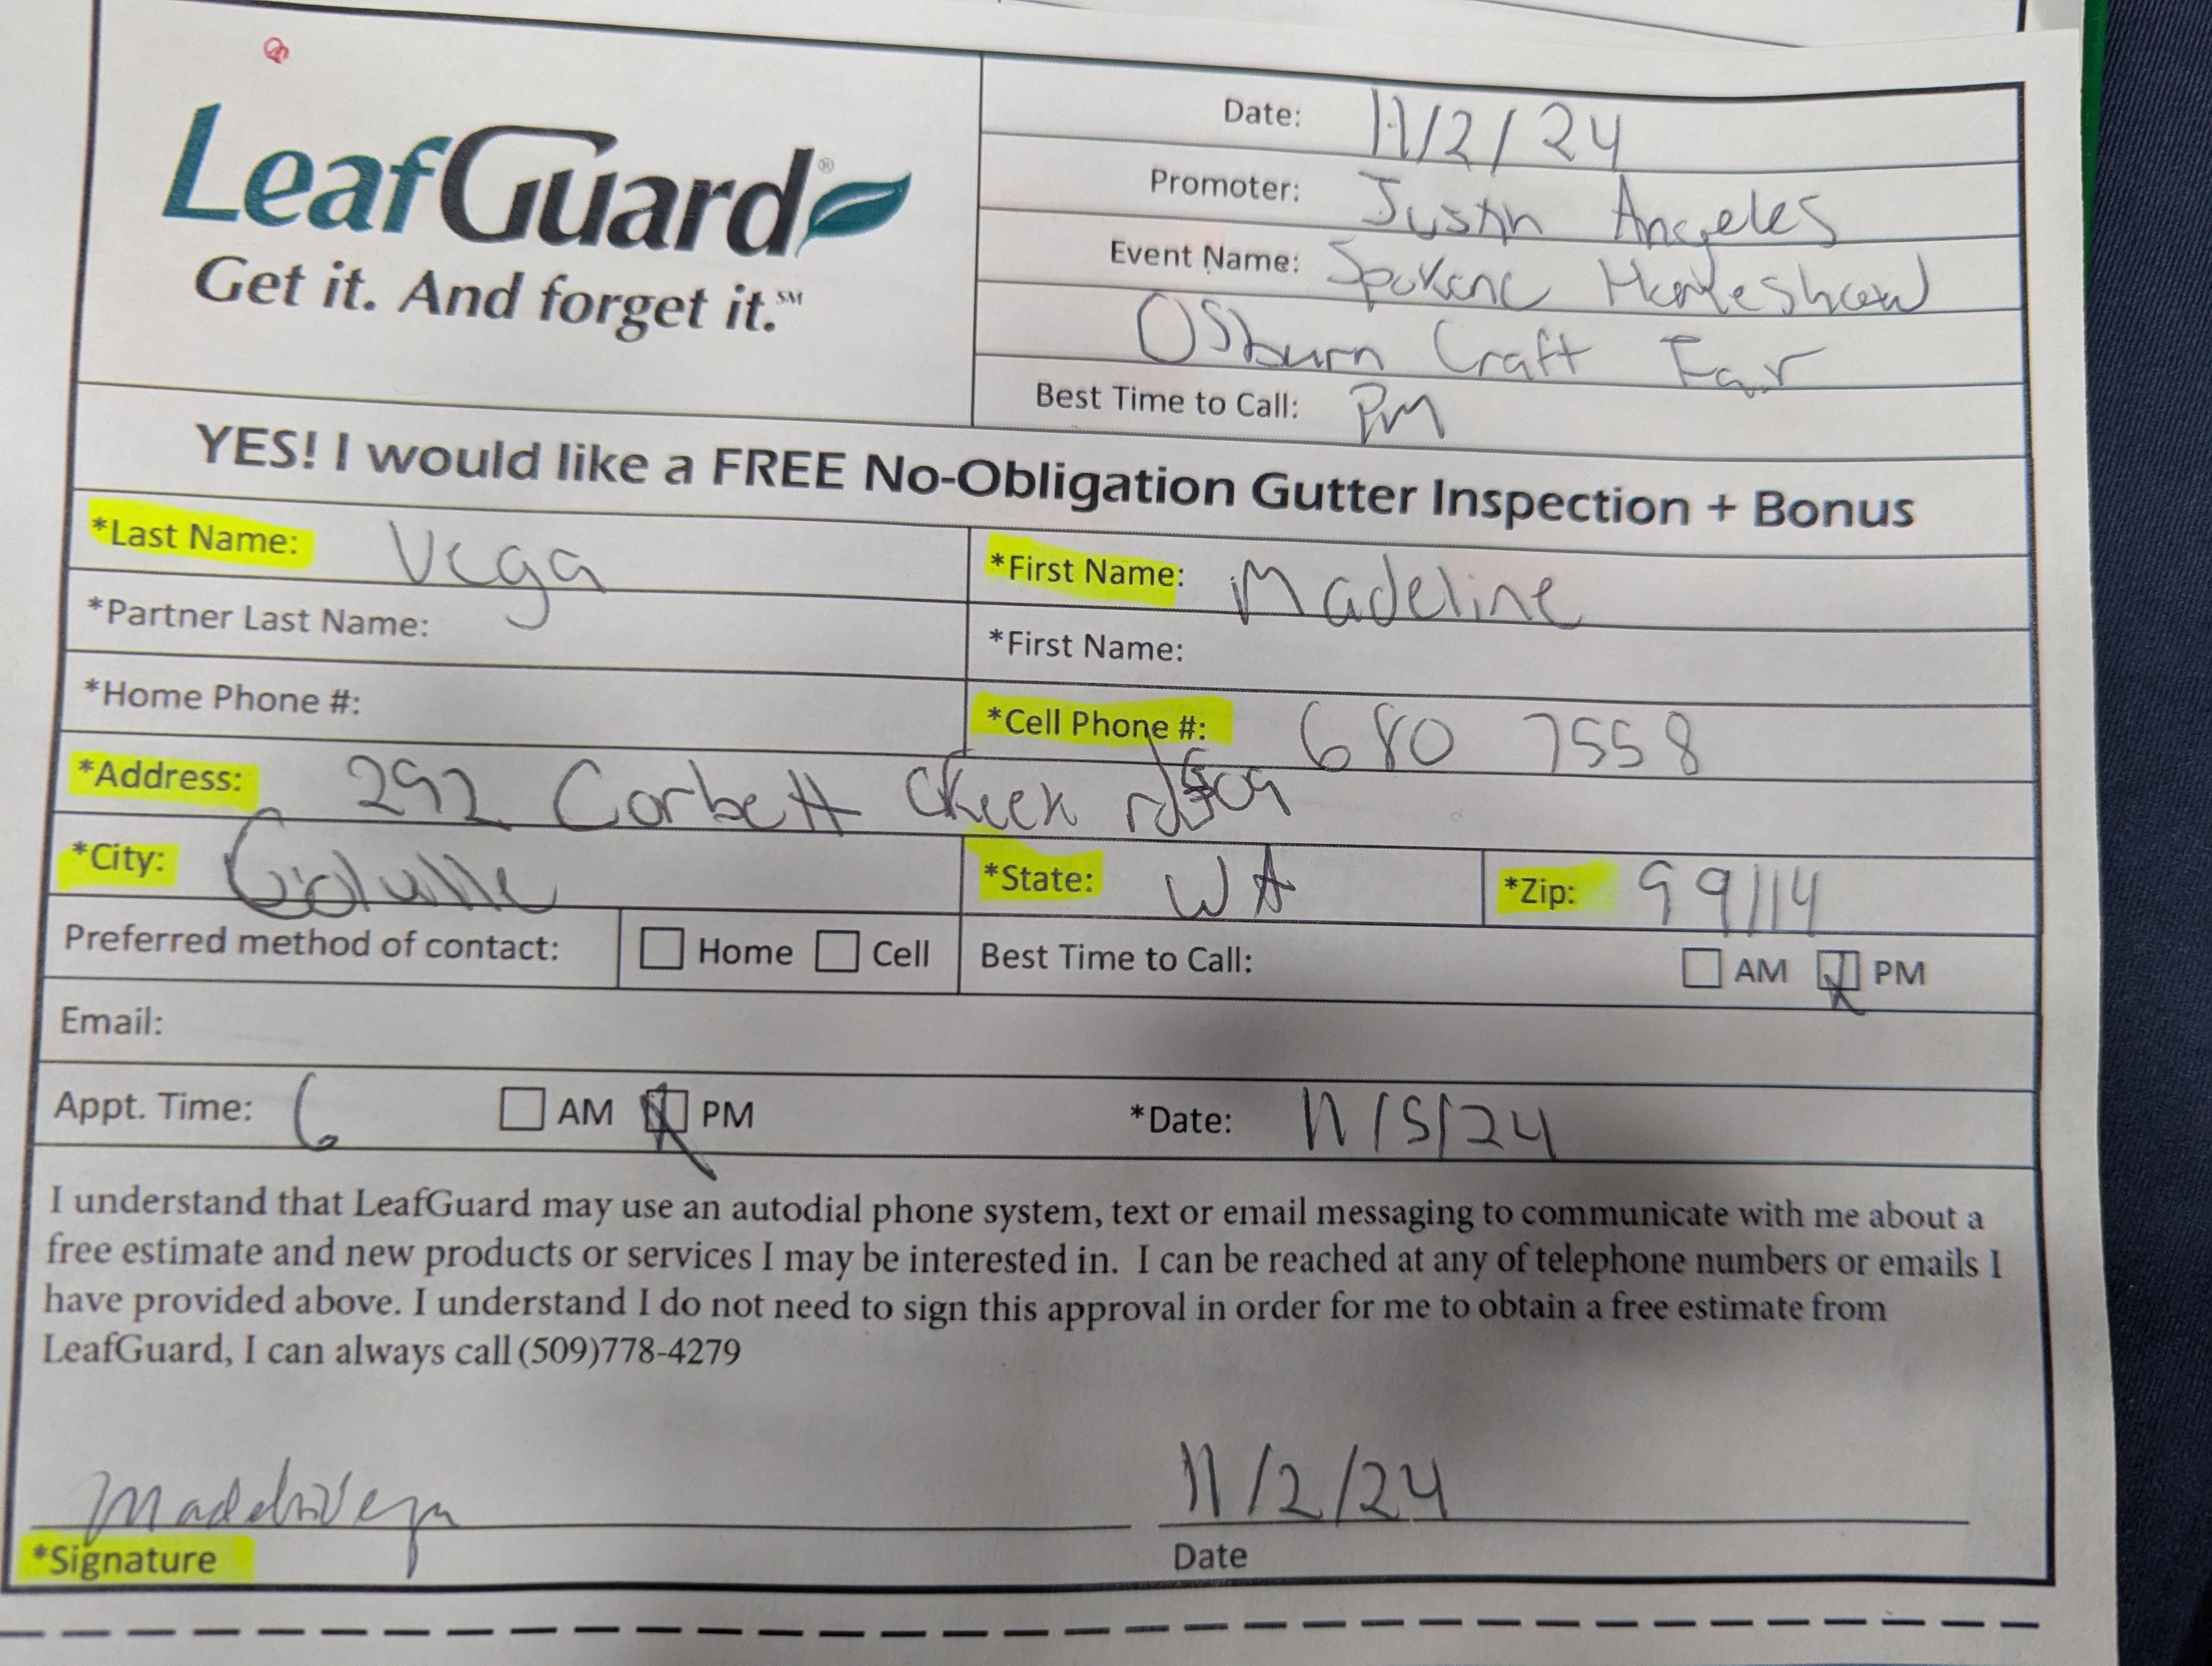 LeafGuard®
Get it. And forget it.℠
Date: 11/2/24
Promoter: Justin Angeles
Event Name: Spokane Homeshow
Osburn Craft Fair
Best Time to Call: PM
YES! I would like a FREE No-Obligation Gutter Inspection + Bonus
*Last Name: Vega *First Name: Madeline
*Partner Last Name: *First Name:
*Home Phone #: *Cell Phone #: 509 680 7558
*Address: 292 Corbett Creek rd
*City: Colville *State: WA *Zip: 99114
Preferred method of contact: Home Cell Best Time to Call: AM PM
Email:
Appt. Time: 6 AM PM *Date: 11/5/24
I understand that LeafGuard may use an autodial phone system, text or email messaging to communicate with me about a
free estimate and new products or services I may be interested in. I can be reached at any of telephone numbers or emails I
have provided above. I understand I do not need to sign this approval in order for me to obtain a free estimate from
LeafGuard, I can always call (509)778-4279
Vega 11/2/24
*Signature Date